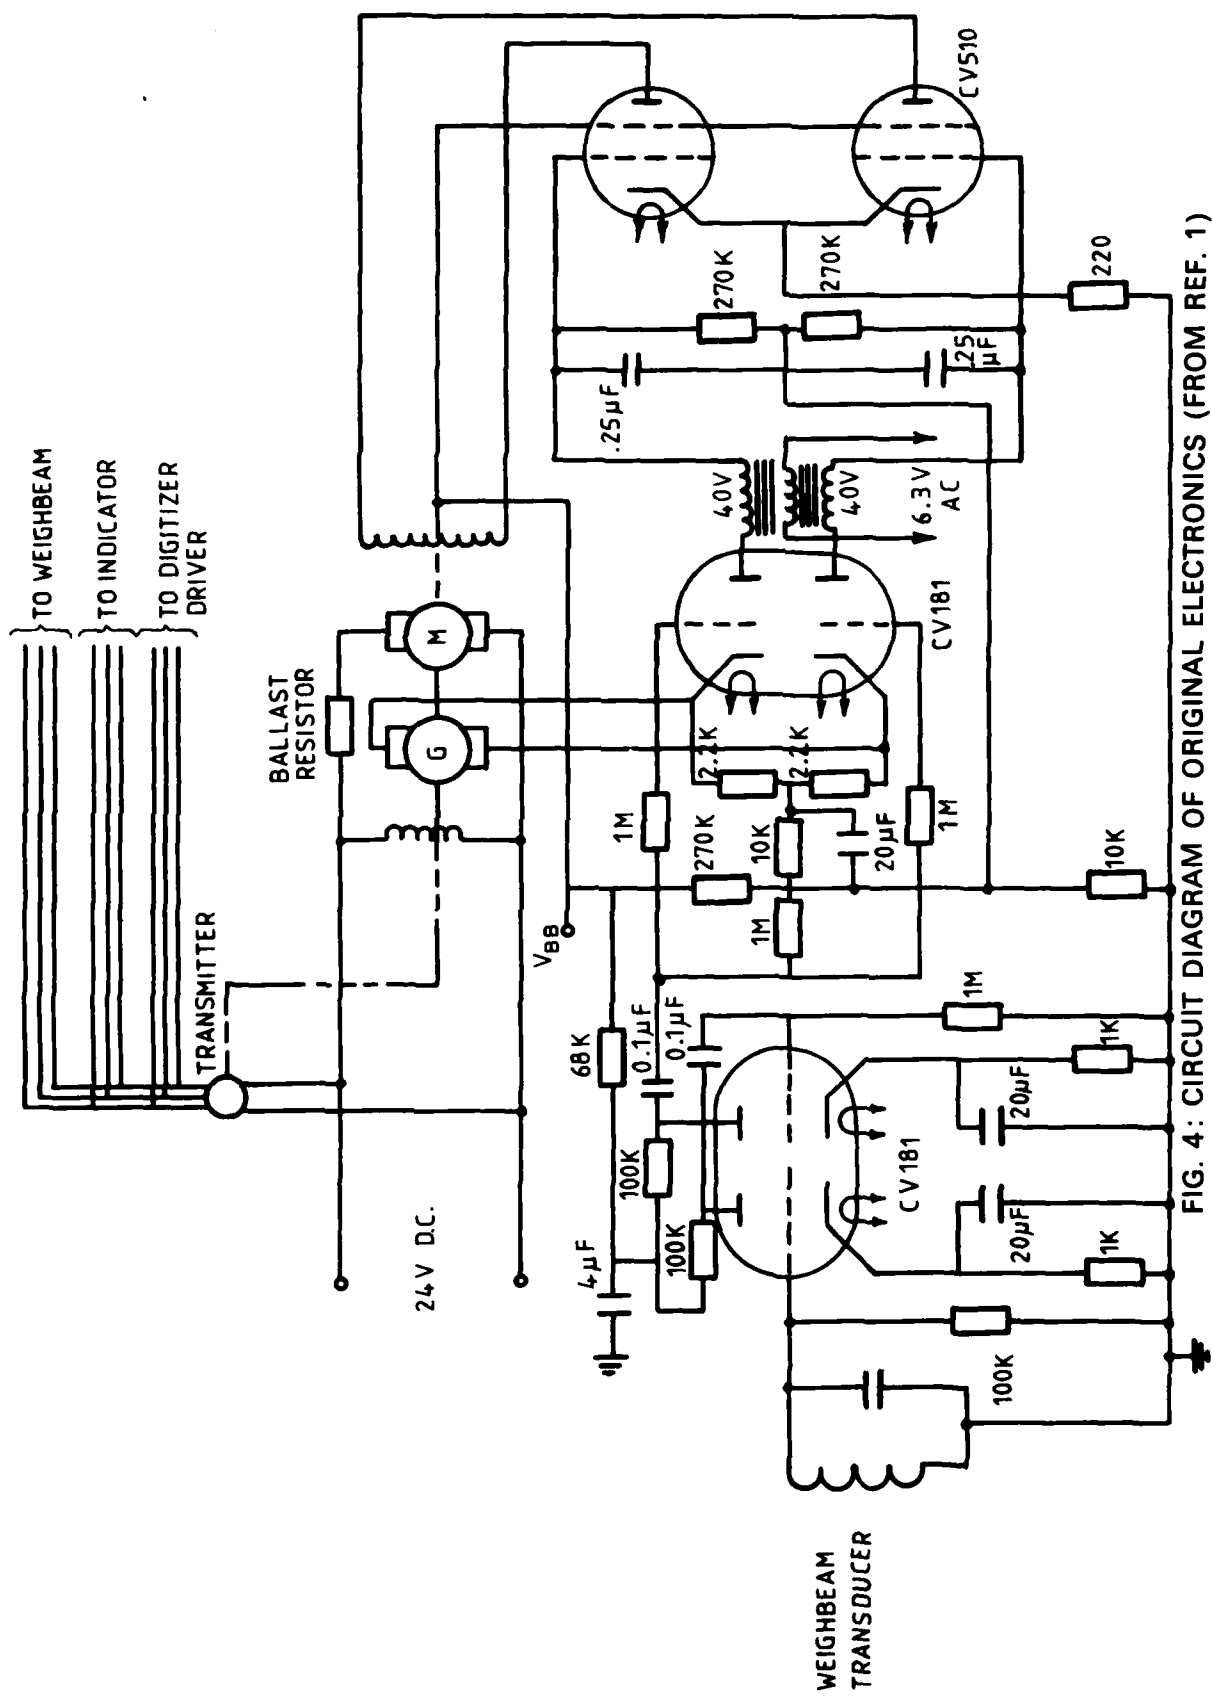 TO WEIGHBEAM
TO INDICATOR
TO DIGITIZER
DRIVER
TRANSMITTER
BALLAST
RESISTOR
G
M
24V D.C.
VBB
CV510
4µF
68K
100K
100K
0.1µF
0.1µF
1M
270K
1M
10K
20µF
2.2K
2.2K
1M
CV181
40V
40V
6.3V
AC
.25µF
.25
µF
270K
270K
220
WEIGHBEAM
TRANSDUCER
100K
CV181
20µF
20µF
1K
1K
1M
10K
FIG. 4: CIRCUIT DIAGRAM OF ORIGINAL ELECTRONICS (FROM REF. 1)